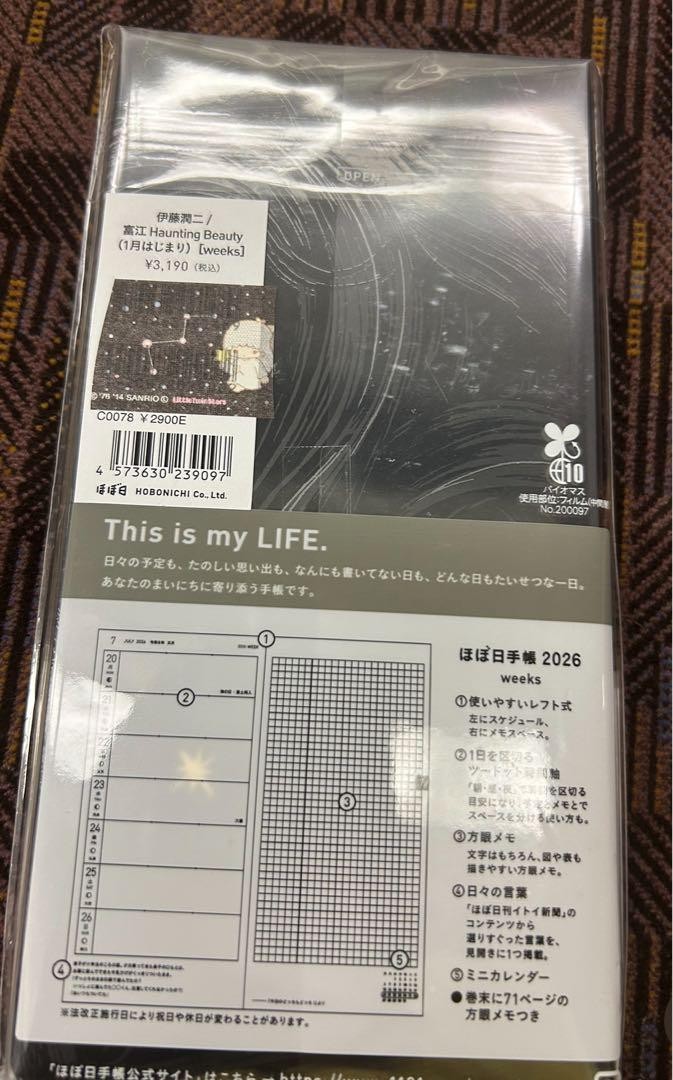 OPEN
伊藤潤二 /
富江 Haunting Beauty
(1月はじまり) [weeks]
¥3,190 (税込)
©'76 '14 SANRIO Ⓛ LittleTwinStars
C0078 ¥2900E
4 573630 239097
ほぼ日 HOBONICHI Co., Ltd.
10
バイオマス
使用部位:フィルム(中間層
No.200097
This is my LIFE.
日々の予定も、たのしい思い出も、なんにも書いてない日も、どんな日もたいせつな一日。
あなたのまいにちに寄り添う手帳です。
7 JULY 2026
①
20
②
21
22
23
③
24
25
26
④
⑤
ほぼ日手帳 2026
weeks
①使いやすいレフト式
左にスケジュール、
右にメモスペース。
②1日を区切る
ツードット時間軸
「朝・昼・夜」 を区切る
目安になり、予定とメモとで
スペースを分ける使い方も。
③方眼メモ
文字はもちろん、図や表も
描きやすい方眼メモ。
④日々の言葉
「ほぼ日刊イトイ新聞」の
コンテンツから
選りすぐった言葉を、
見開きに1つ掲載。
⑤ミニカレンダー
●巻末に71ページの
方眼メモつき
※法改正施行日により祝日や休日が変わることがあります。
「ほぼ日手帳公式サイト」はこちら→https://www.1101